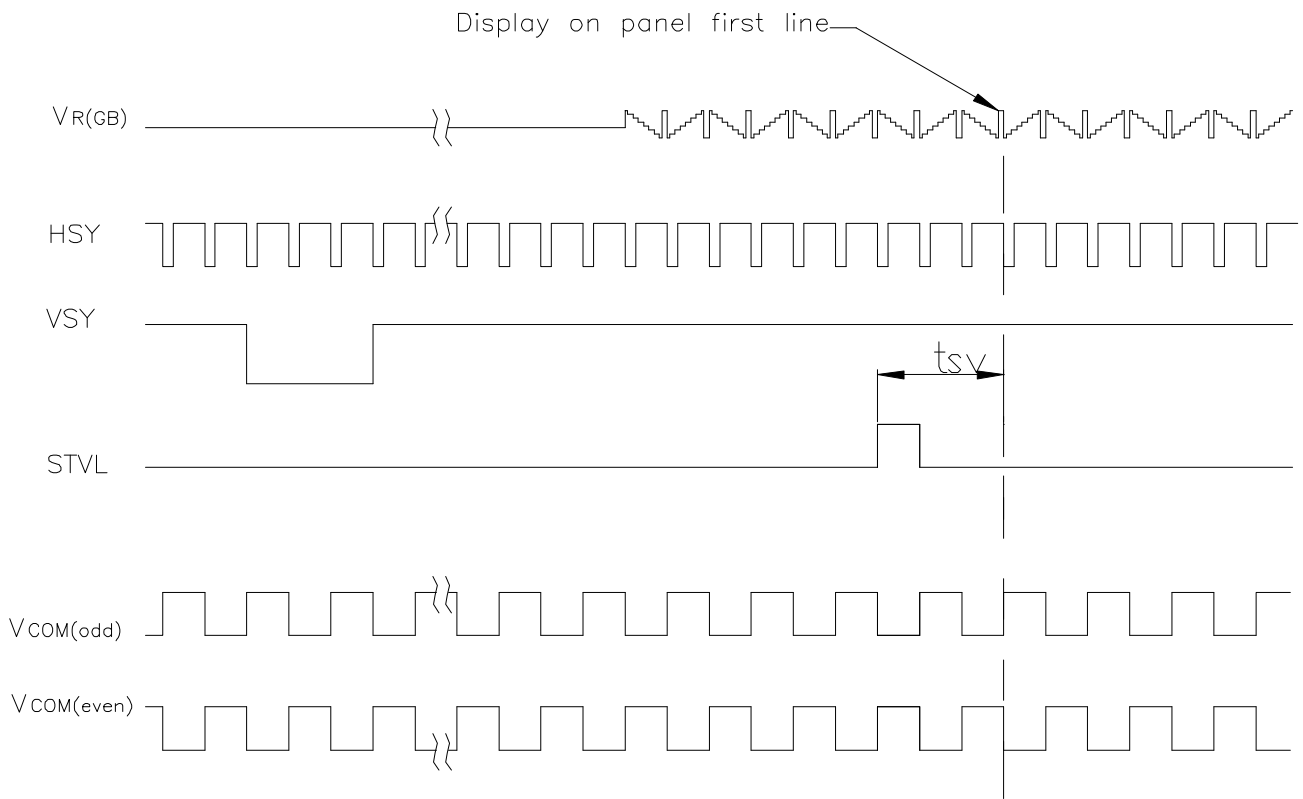 Display on panel first line
VR(GB)
HSY
VSY
tsv
STVL
VCOM(odd)
VCOM(even)